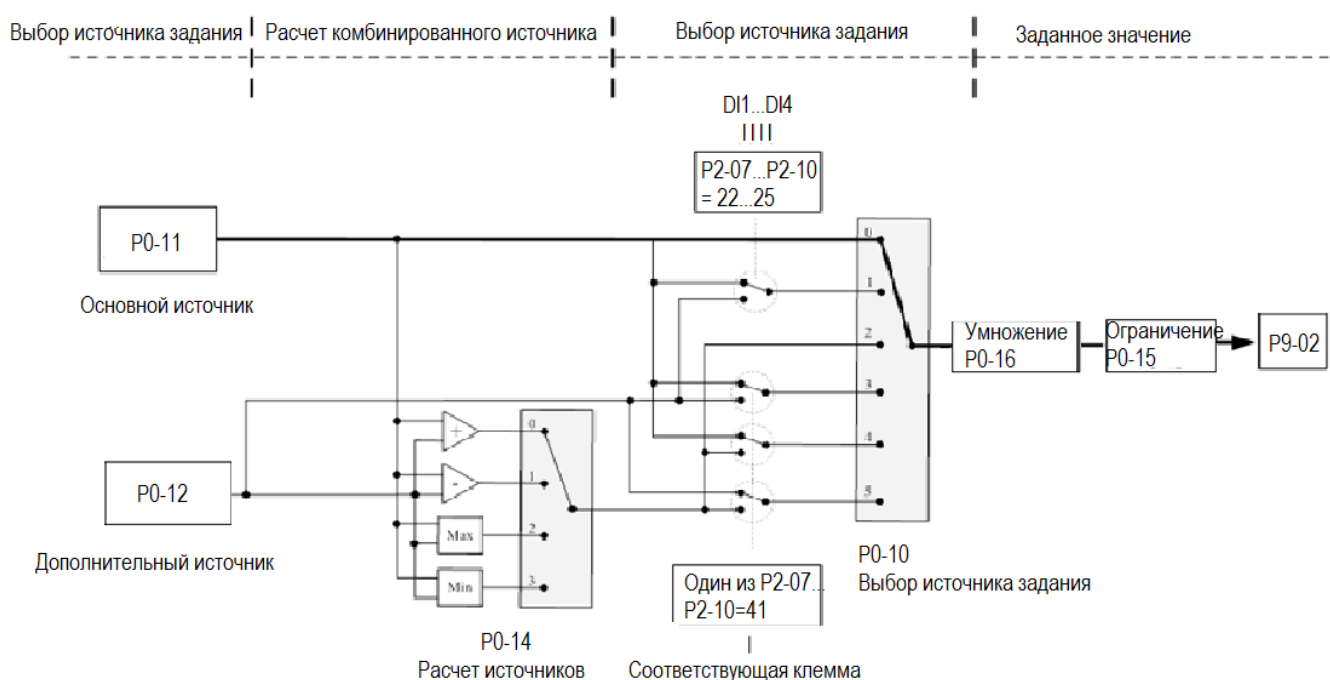 Выбор источника задания
Расчет комбинированного источника
Выбор источника задания
Заданное значение
DI1...DI4
P2-07...P2-10
= 22...25
P0-11
Основной источник
0
1
2
3
4
5
Умножение
P0-16
Ограничение
P0-15
P9-02
P0-12
Дополнительный источник
+
-
Max
Min
0
1
2
3
P0-14
Расчет источников
Один из P2-07...
P2-10=41
Соответствующая клемма
P0-10
Выбор источника задания